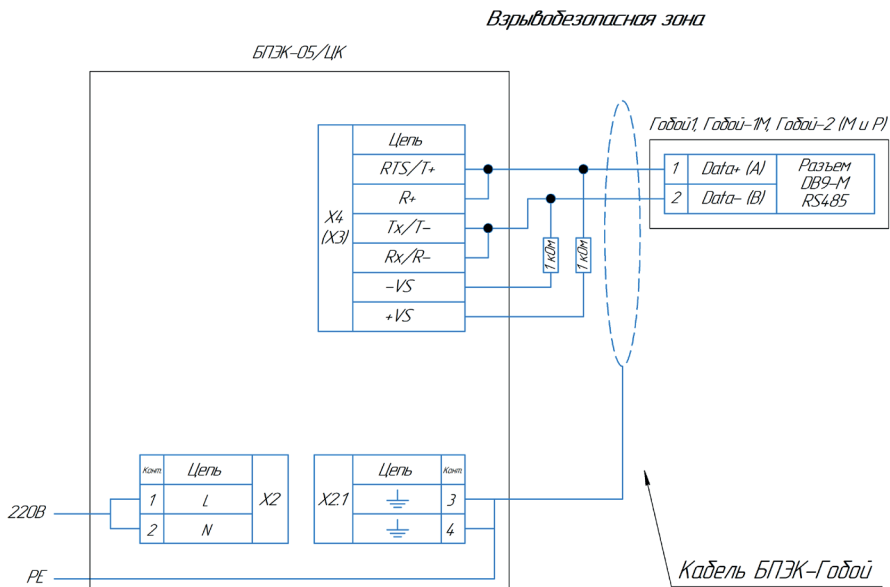 Взрывобезопасная зона
БПЭК-05/ЦК
Гобой1, Гобой-1М, Гобой-2 (М и Р)
X4
(X3)
Цепь
RTS/T+
R+
Tx/T-
Rx/R-
-VS
+VS
1 кОм
1 кОм
1 Data+ (A)
2 Data- (B)
Разъем
DB9-M
RS485
Конт. Цепь
1 L
2 N
X2
X2.1
Цепь Конт.
3
4
220В
PE
Кабель БПЭК-Гобой